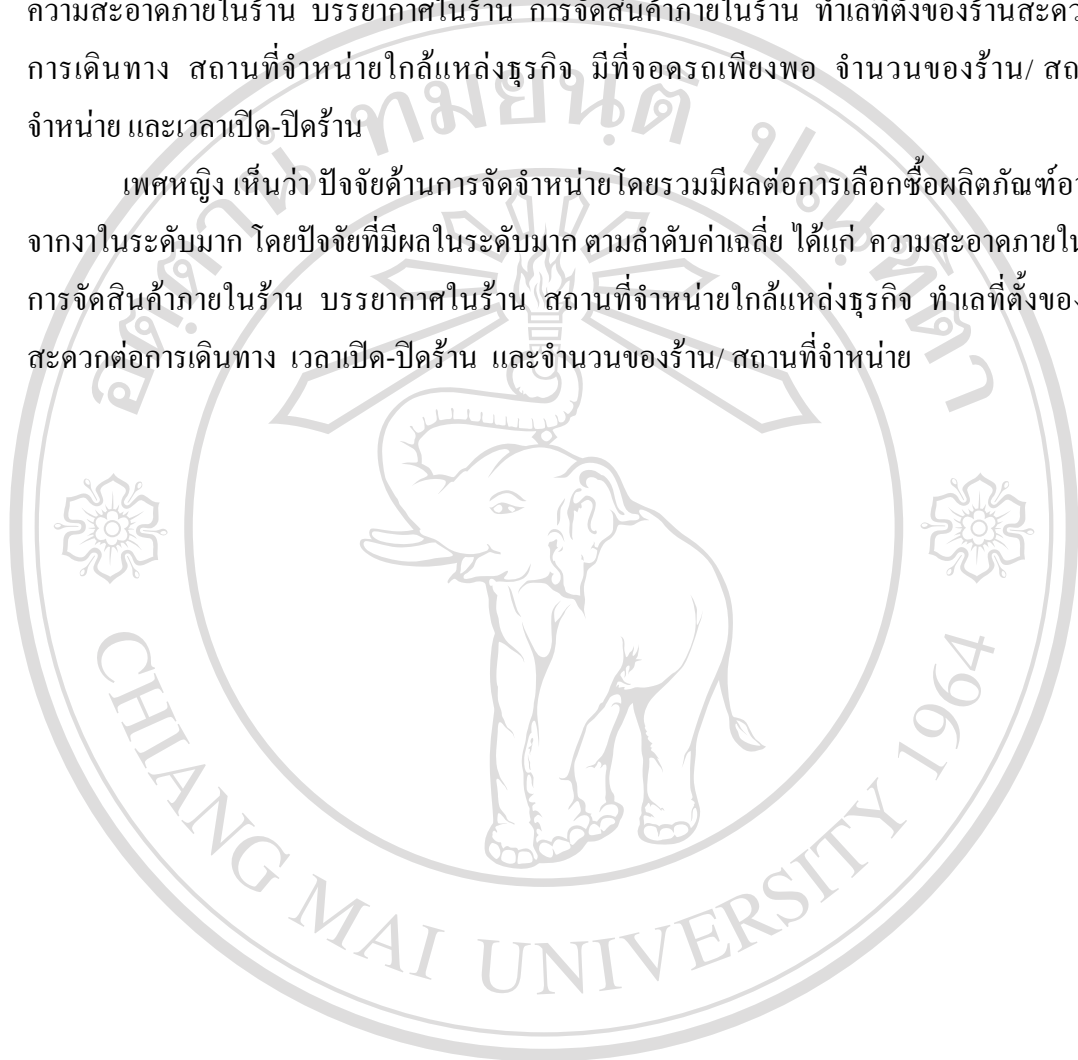 ความสะอาดภายในร้าน บรรยากาศในร้าน การจัดสินค้าภายในร้าน ทำเลที่ตั้งของร้านสะดว
การเดินทาง สถานที่จำหน่ายใกล้แหล่งธุรกิจ มีที่จอดรถเพียงพอ จำนวนของร้าน/ สถ
จำหน่าย และเวลาเปิด-ปิดร้าน
เพศหญิง เห็นว่า ปัจจัยด้านการจัดจำหน่ายโดยรวมมีผลต่อการเลือกซื้อผลิตภัณฑ์อา
จากงาในระดับมาก โดยปัจจัยที่มีผลในระดับมาก ตามลำดับค่าเฉลี่ย ได้แก่ ความสะอาดภายใน
การจัดสินค้าภายในร้าน บรรยากาศในร้าน สถานที่จำหน่ายใกล้แหล่งธุรกิจ ทำเลที่ตั้งของ
สะดวกต่อการเดินทาง เวลาเปิด-ปิดร้าน และจำนวนของร้าน/ สถานที่จำหน่าย
อตฺตานํ ทมยนฺติ ปณฺฑิตา
CHIANG MAI UNIVERSITY 1964